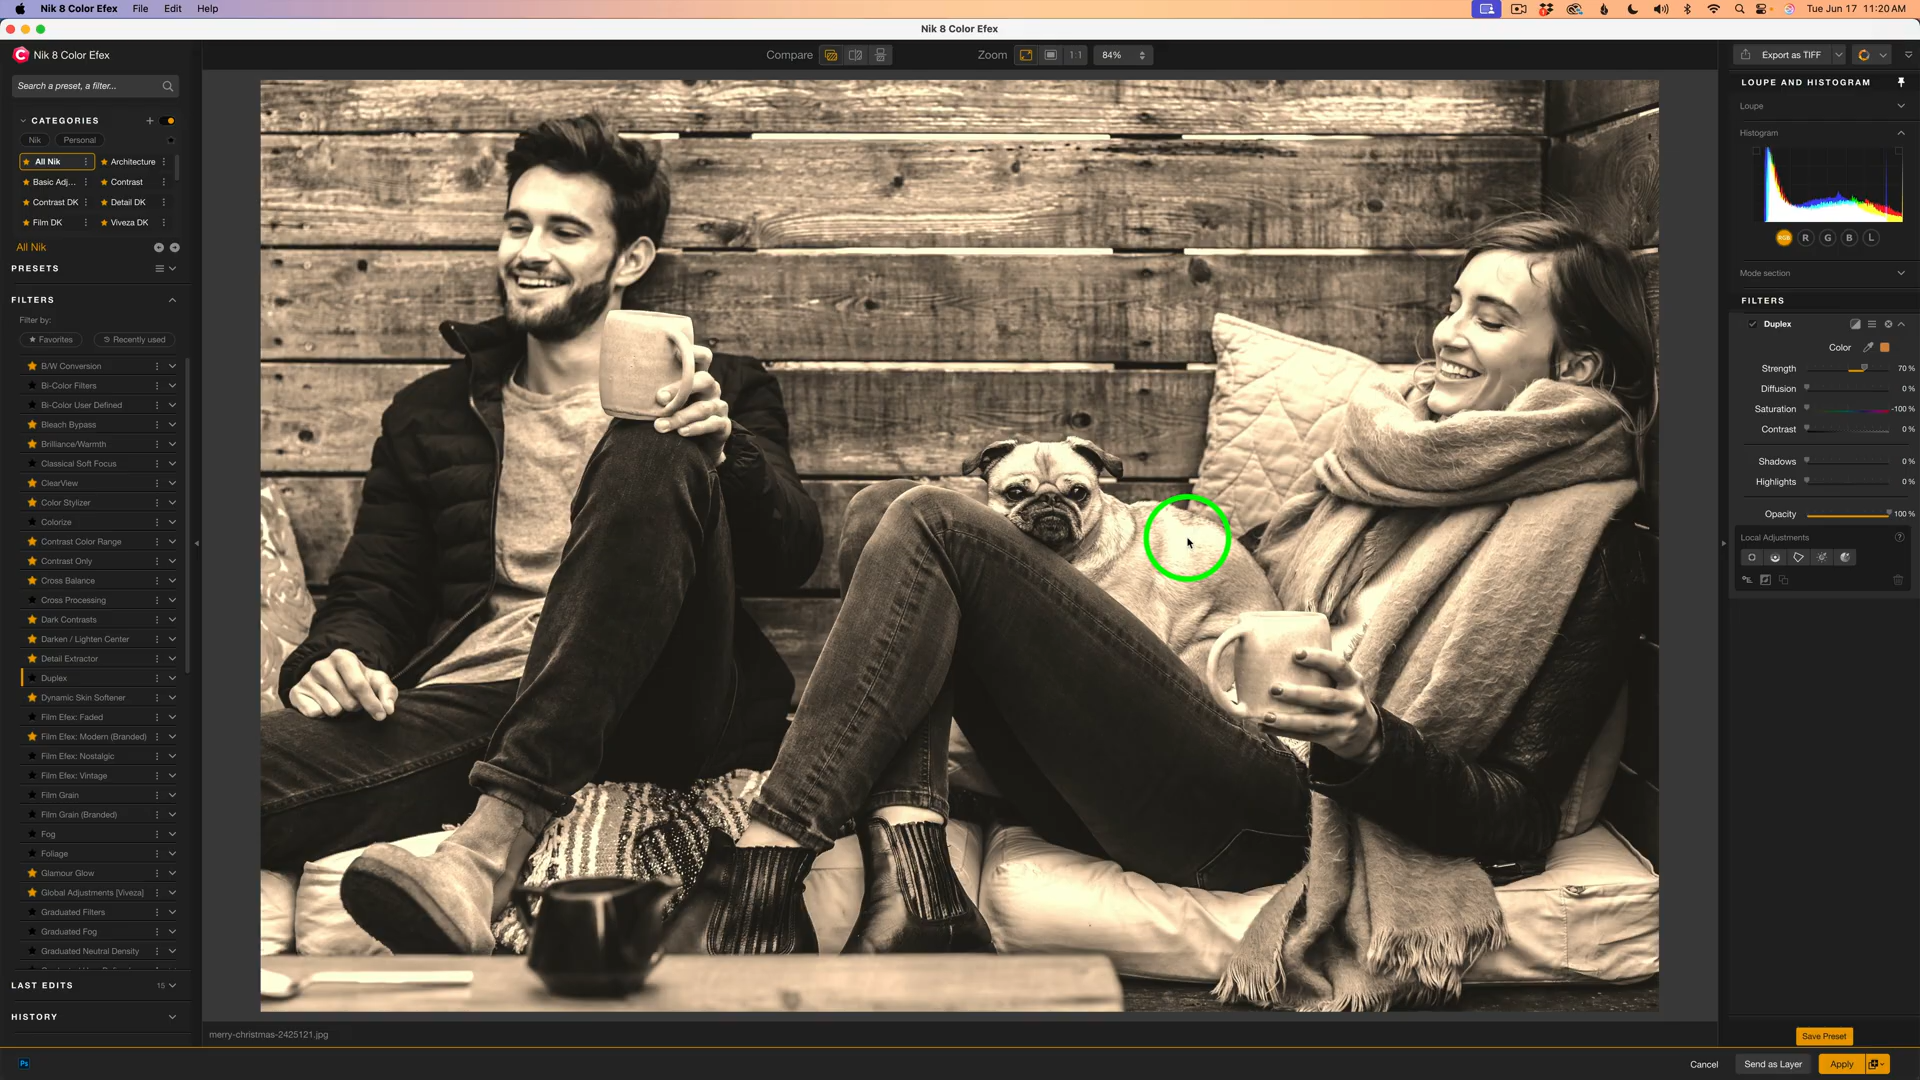 Nik 8 Color Efex File Edit Help
Tue Jun 17 11:20 AM
Nik 8 Color Efex
Nik 8 Color Efex
Compare
Zoom
1:1
84%
Export as TIFF
Search a preset, a filter...
CATEGORIES
Nik Personal
All Nik Architecture
Basic Adj... Contrast
Contrast DK Detail DK
Film DK Viveza DK
All Nik
PRESETS
FILTERS
Filter by:
Favorites Recently used
B/W Conversion
Bi-Color Filters
Bi-Color User Defined
Bleach Bypass
Brilliance/Warmth
Classical Soft Focus
ClearView
Color Stylizer
Colorize
Contrast Color Range
Contrast Only
Cross Balance
Cross Processing
Dark Contrasts
Darken / Lighten Center
Detail Extractor
Duplex
Dynamic Skin Softener
Film Efex: Faded
Film Efex: Modern (Branded)
Film Efex: Nostalgic
Film Efex: Vintage
Film Grain
Film Grain (Branded)
Fog
Foliage
Glamour Glow
Global Adjustments [Viveza]
Graduated Filters
Graduated Fog
Graduated Neutral Density
LAST EDITS 15
HISTORY
merry-christmas-2425121.jpg
LOUPE AND HISTOGRAM
Loupe
Histogram
RGB R G B L
Mode section
FILTERS
Duplex
Color
Strength 70 %
Diffusion 0 %
Saturation -100 %
Contrast 0 %
Shadows 0 %
Highlights 0 %
Opacity 100 %
Local Adjustments
Save Preset
Ps
Cancel Send as Layer Apply